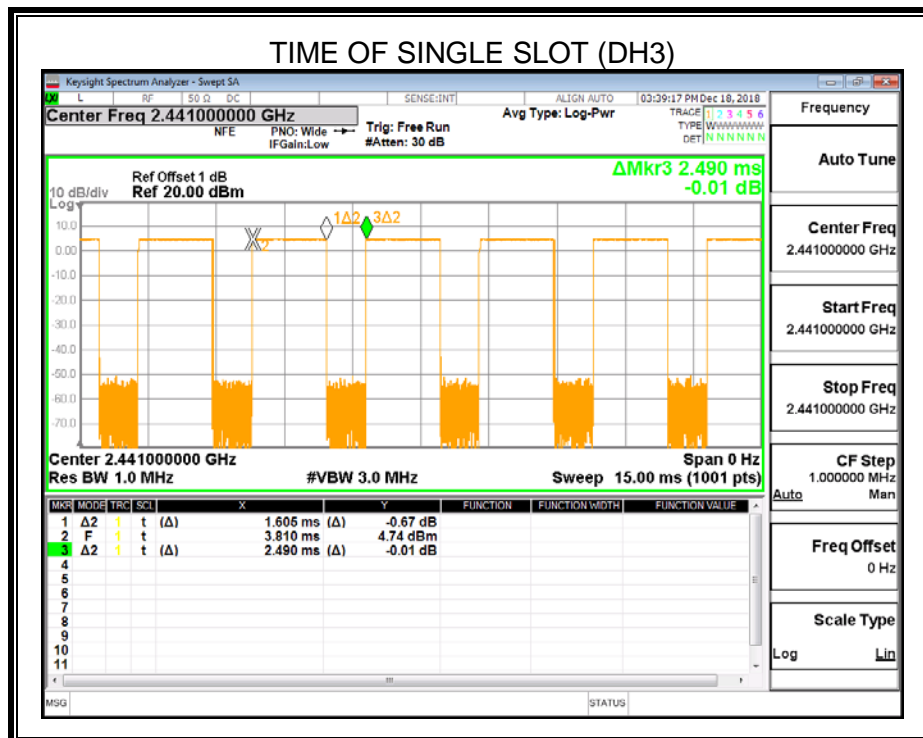 TIME OF SINGLE SLOT (DH3)
Keysight Spectrum Analyzer - Swept SA
LXI L RF 50 Ω DC SENSE:INT ALIGN AUTO 03:39:17 PM Dec 18, 2018
Center Freq 2.441000000 GHz
NFE PNO: Wide IFGain:Low
Trig: Free Run
#Atten: 30 dB
Avg Type: Log-Pwr
TRACE 1 2 3 4 5 6
TYPE WWWWWW
DET N N N N N N
Frequency
Auto Tune
Center Freq
2.441000000 GHz
Start Freq
2.441000000 GHz
Stop Freq
2.441000000 GHz
CF Step
1.000000 MHz
Auto Man
Freq Offset
0 Hz
Scale Type
Log Lin
ΔMkr3 2.490 ms
-0.01 dB
Ref Offset 1 dB
10 dB/div Ref 20.00 dBm
Log
1Δ2 3Δ2
10.0
2
0.00
-10.0
-20.0
-30.0
-40.0
-50.0
-60.0
-70.0
Center 2.441000000 GHz Span 0 Hz
Res BW 1.0 MHz #VBW 3.0 MHz Sweep 15.00 ms (1001 pts)
MKR MODE TRC SCL X Y FUNCTION FUNCTION WIDTH FUNCTION VALUE
1 Δ2 1 t (Δ) 1.605 ms (Δ) -0.67 dB
2 F 1 t 3.810 ms 4.74 dBm
3 Δ2 1 t (Δ) 2.490 ms (Δ) -0.01 dB
4
5
6
7
8
9
10
11
MSG STATUS